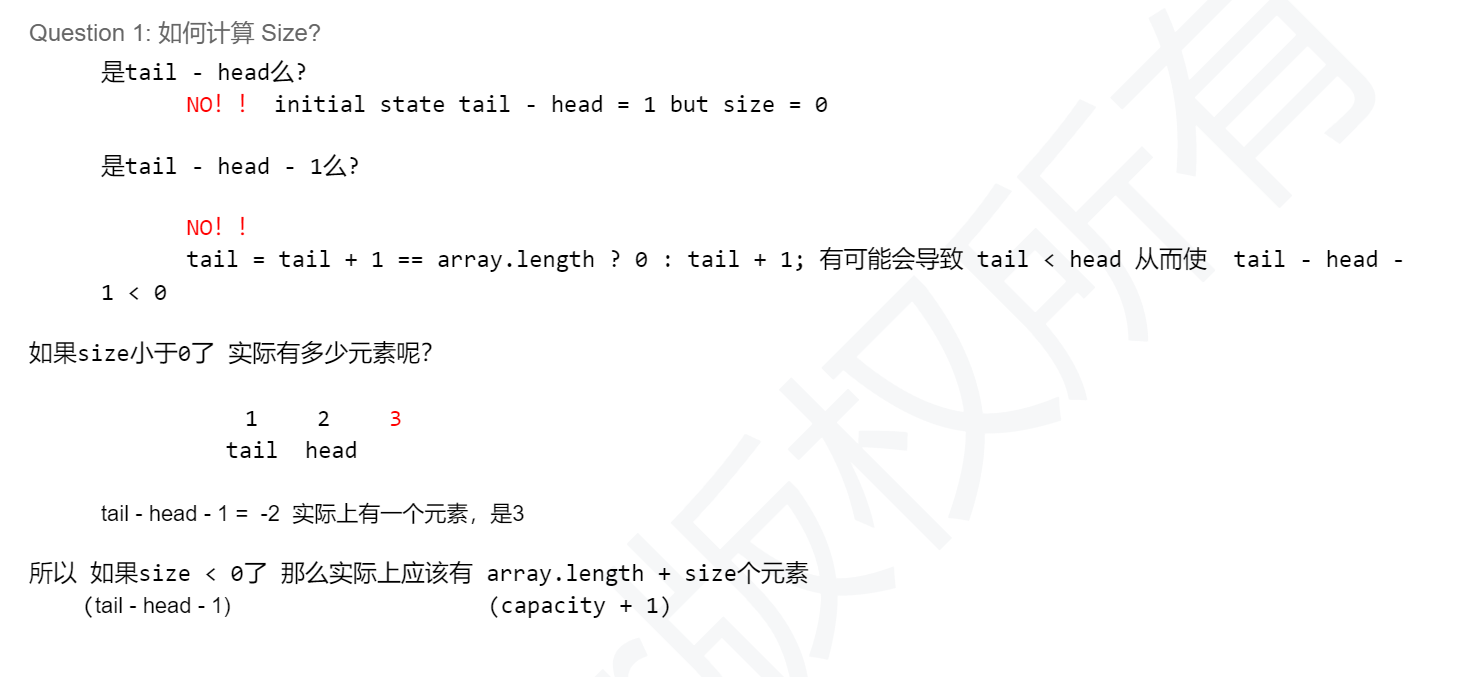 Question 1: 如何计算 Size?
是tail - head么?
NO！！ initial state tail - head = 1 but size = 0
是tail - head - 1么?
NO！！
tail = tail + 1 == array.length ? 0 : tail + 1; 有可能会导致 tail < head 从而使 tail - head -
1 < 0
如果size小于0了 实际有多少元素呢?
1 2 3
tail head
tail - head - 1 = -2 实际上有一个元素，是3
所以 如果size < 0了 那么实际上应该有 array.length + size个元素
(tail - head - 1) (capacity + 1)
版权所有